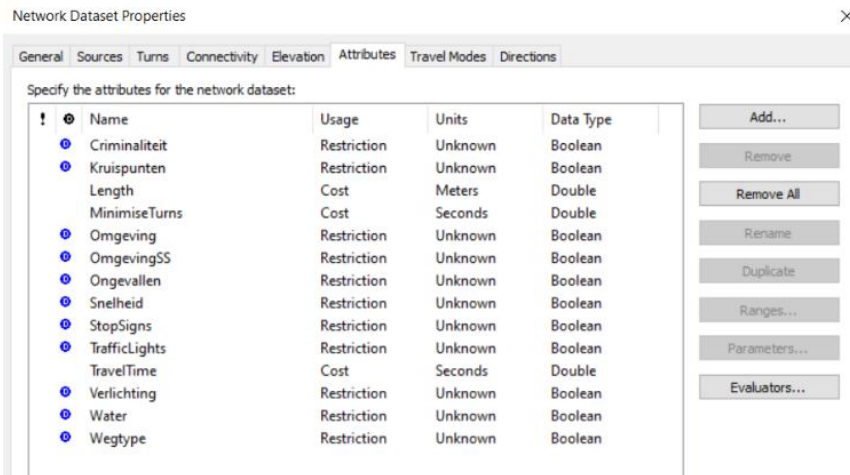 Network Dataset Properties
General Sources Turns Connectivity Elevation Attributes Travel Modes Directions
Specify the attributes for the network dataset:
! Name Usage Units Data Type
Criminaliteit Restriction Unknown Boolean
Kruispunten Restriction Unknown Boolean
Length Cost Meters Double
MinimiseTurns Cost Seconds Double
Omgeving Restriction Unknown Boolean
OmgevingSS Restriction Unknown Boolean
Ongevallen Restriction Unknown Boolean
Snelheid Restriction Unknown Boolean
StopSigns Restriction Unknown Boolean
TrafficLights Restriction Unknown Boolean
TravelTime Cost Seconds Double
Verlichting Restriction Unknown Boolean
Water Restriction Unknown Boolean
Wegtype Restriction Unknown Boolean
Add...
Remove
Remove All
Rename
Duplicate
Ranges...
Parameters...
Evaluators...